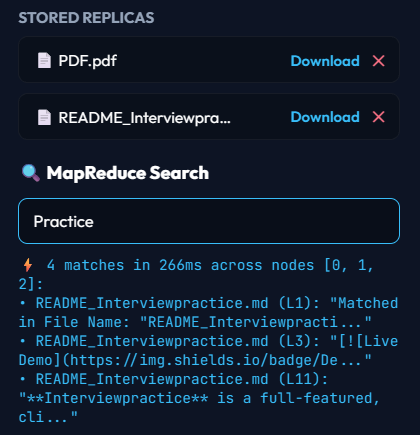 STORED REPLICAS
PDF.pdf
Download
README_Interviewpra...
Download
MapReduce Search
Practice
⚡ 4 matches in 266ms across nodes [0, 1,
2]:
• README_Interviewpractice.md (L1): "Matched
in File Name: "README_Interviewpracti..."
• README_Interviewpractice.md (L3): "[![Live
Demo](https://img.shields.io/badge/De..."
• README_Interviewpractice.md (L11):
"**Interviewpractice** is a full-featured,
cli..."